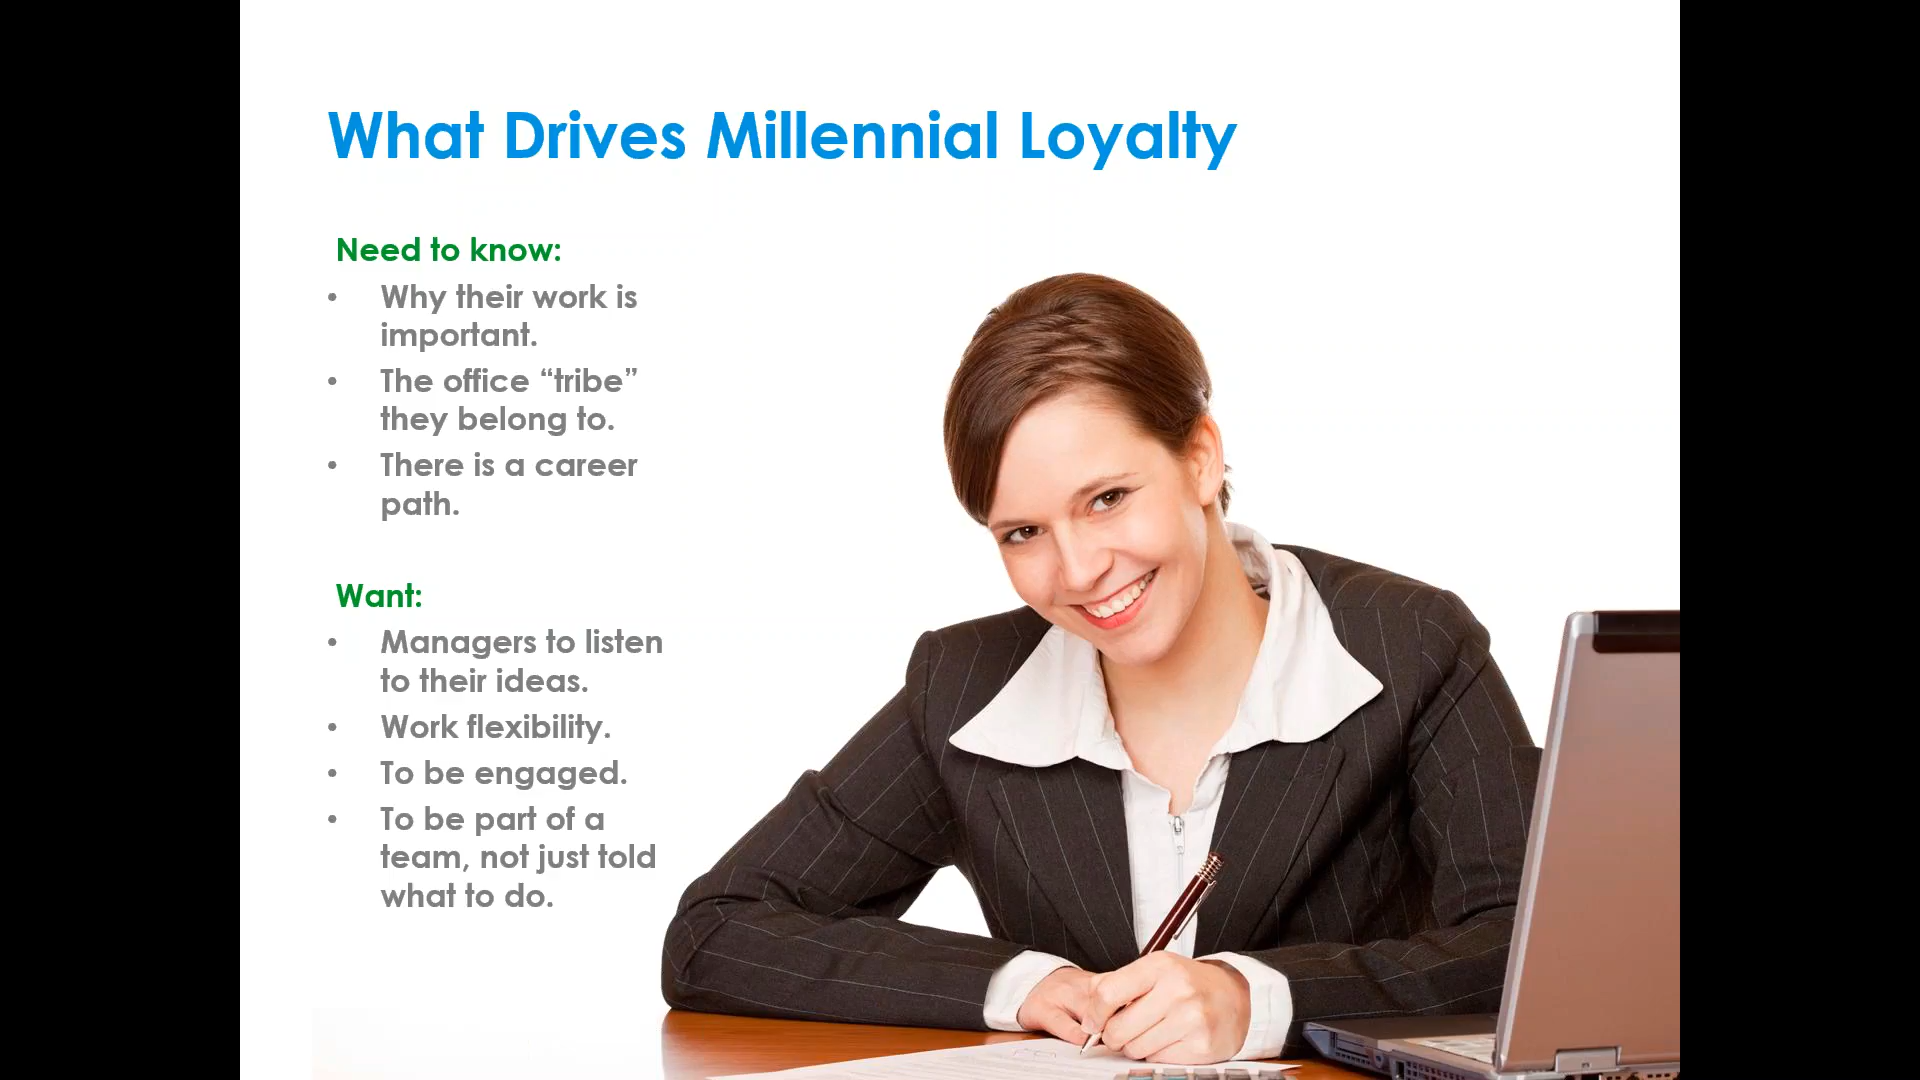 What Drives Millennial Loyalty
Need to know:
• Why their work is
important.
• The office “tribe”
they belong to.
• There is a career
path.
Want:
• Managers to listen
to their ideas.
• Work flexibility.
• To be engaged.
• To be part of a
team, not just told
what to do.